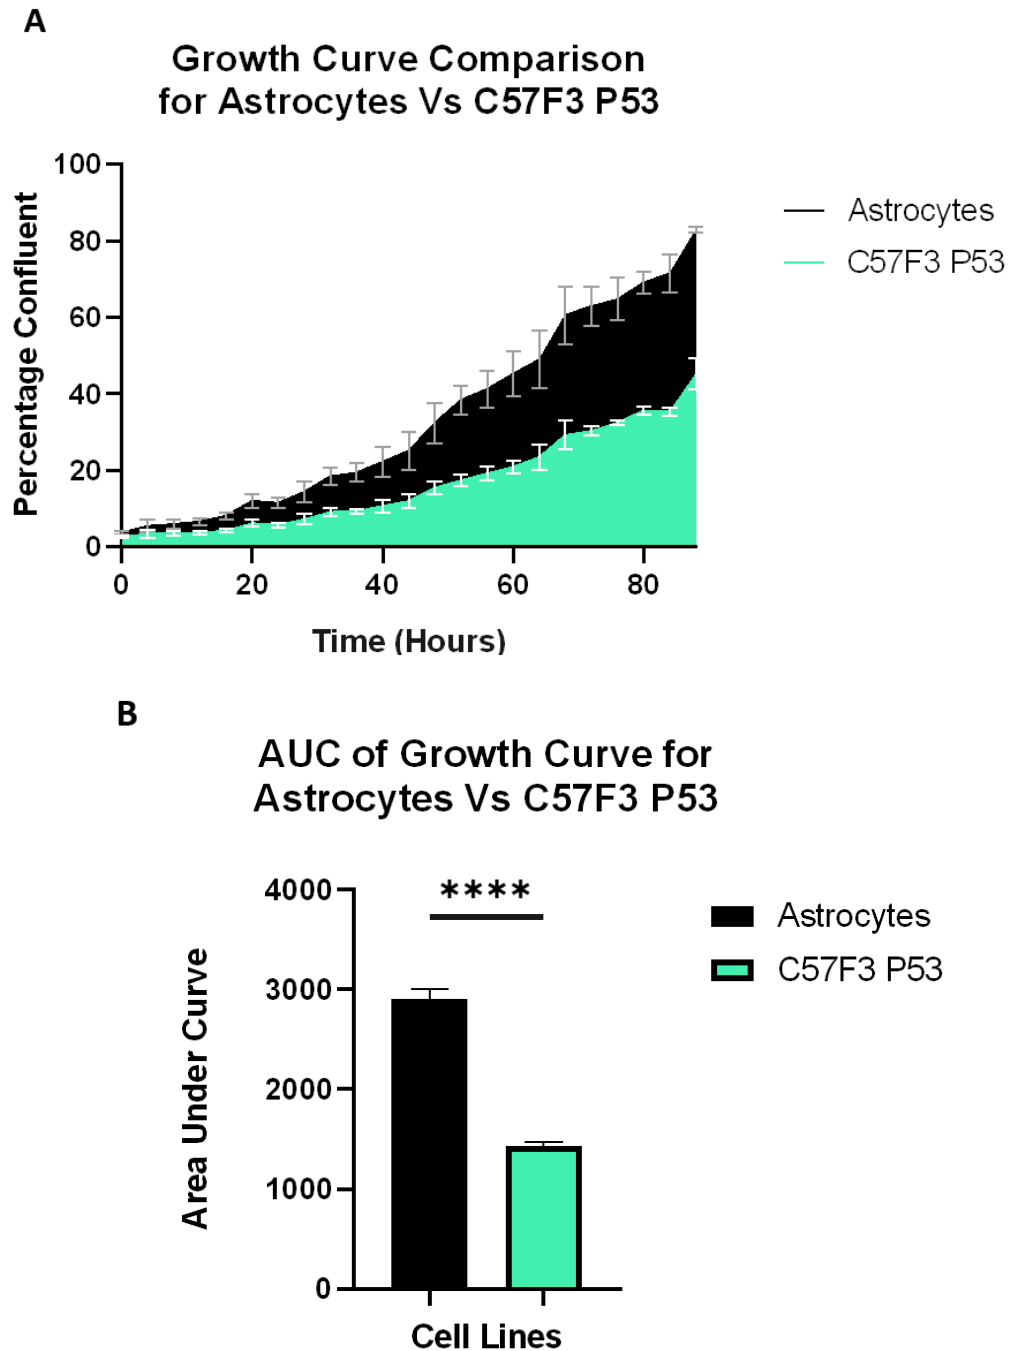 A
Growth Curve Comparison
for Astrocytes Vs C57F3 P53
Percentage Confluent
100
80
60
40
20
0
0 20 40 60 80
Time (Hours)
Astrocytes
C57F3 P53
B
AUC of Growth Curve for
Astrocytes Vs C57F3 P53
Area Under Curve
4000
3000
2000
1000
0
****
Cell Lines
Astrocytes
C57F3 P53